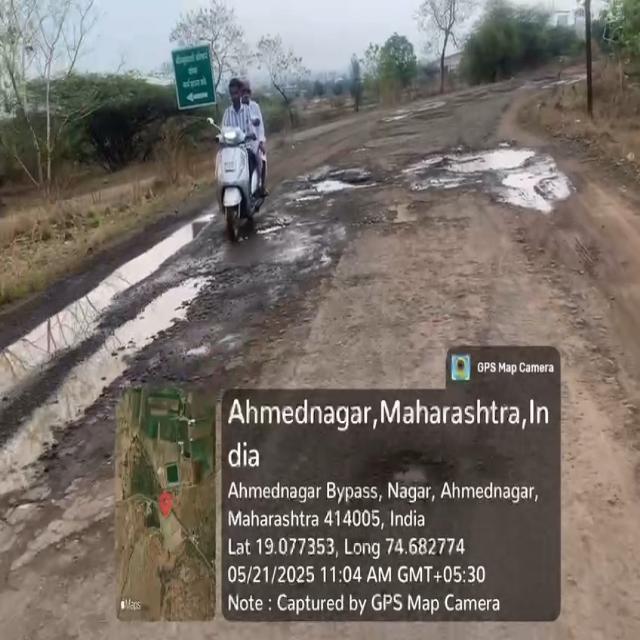 GPS Map Camera
Ahmednagar,Maharashtra,In
dia
Ahmednagar Bypass, Nagar, Ahmednagar,
Maharashtra 414005, India
Lat 19.077353, Long 74.682774
05/21/2025 11:04 AM GMT+05:30
Note : Captured by GPS Map Camera
Maps